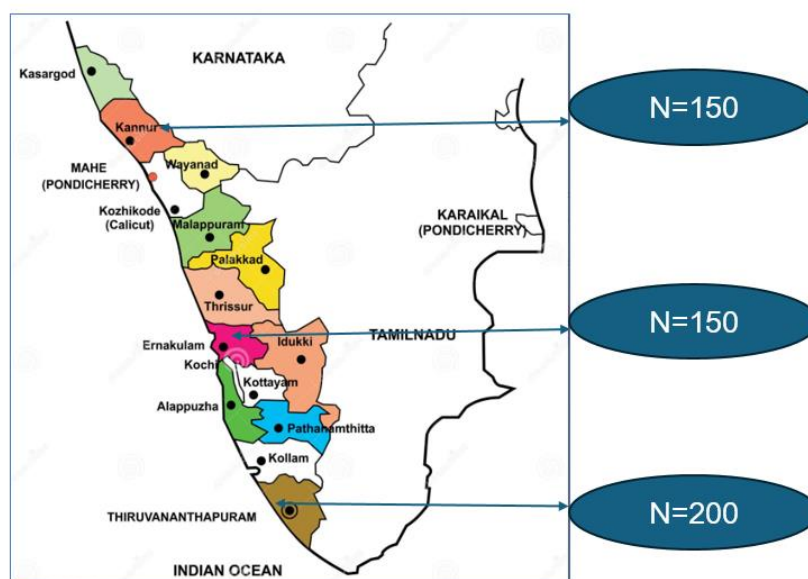 KARNATAKA
Kasargod
Kannur
N=150
MAHE
(PONDICHERRY)
Wayanad
Kozhikode
(Calicut)
Malappuram
KARAIKAL
(PONDICHERRY)
Palakkad
Thrissur
Ernakulam
Kochi
Idukki
TAMILNADU
N=150
Kottayam
Alappuzha
Pathanamthitta
Kollam
THIRUVANANTHAPURAM
N=200
INDIAN OCEAN